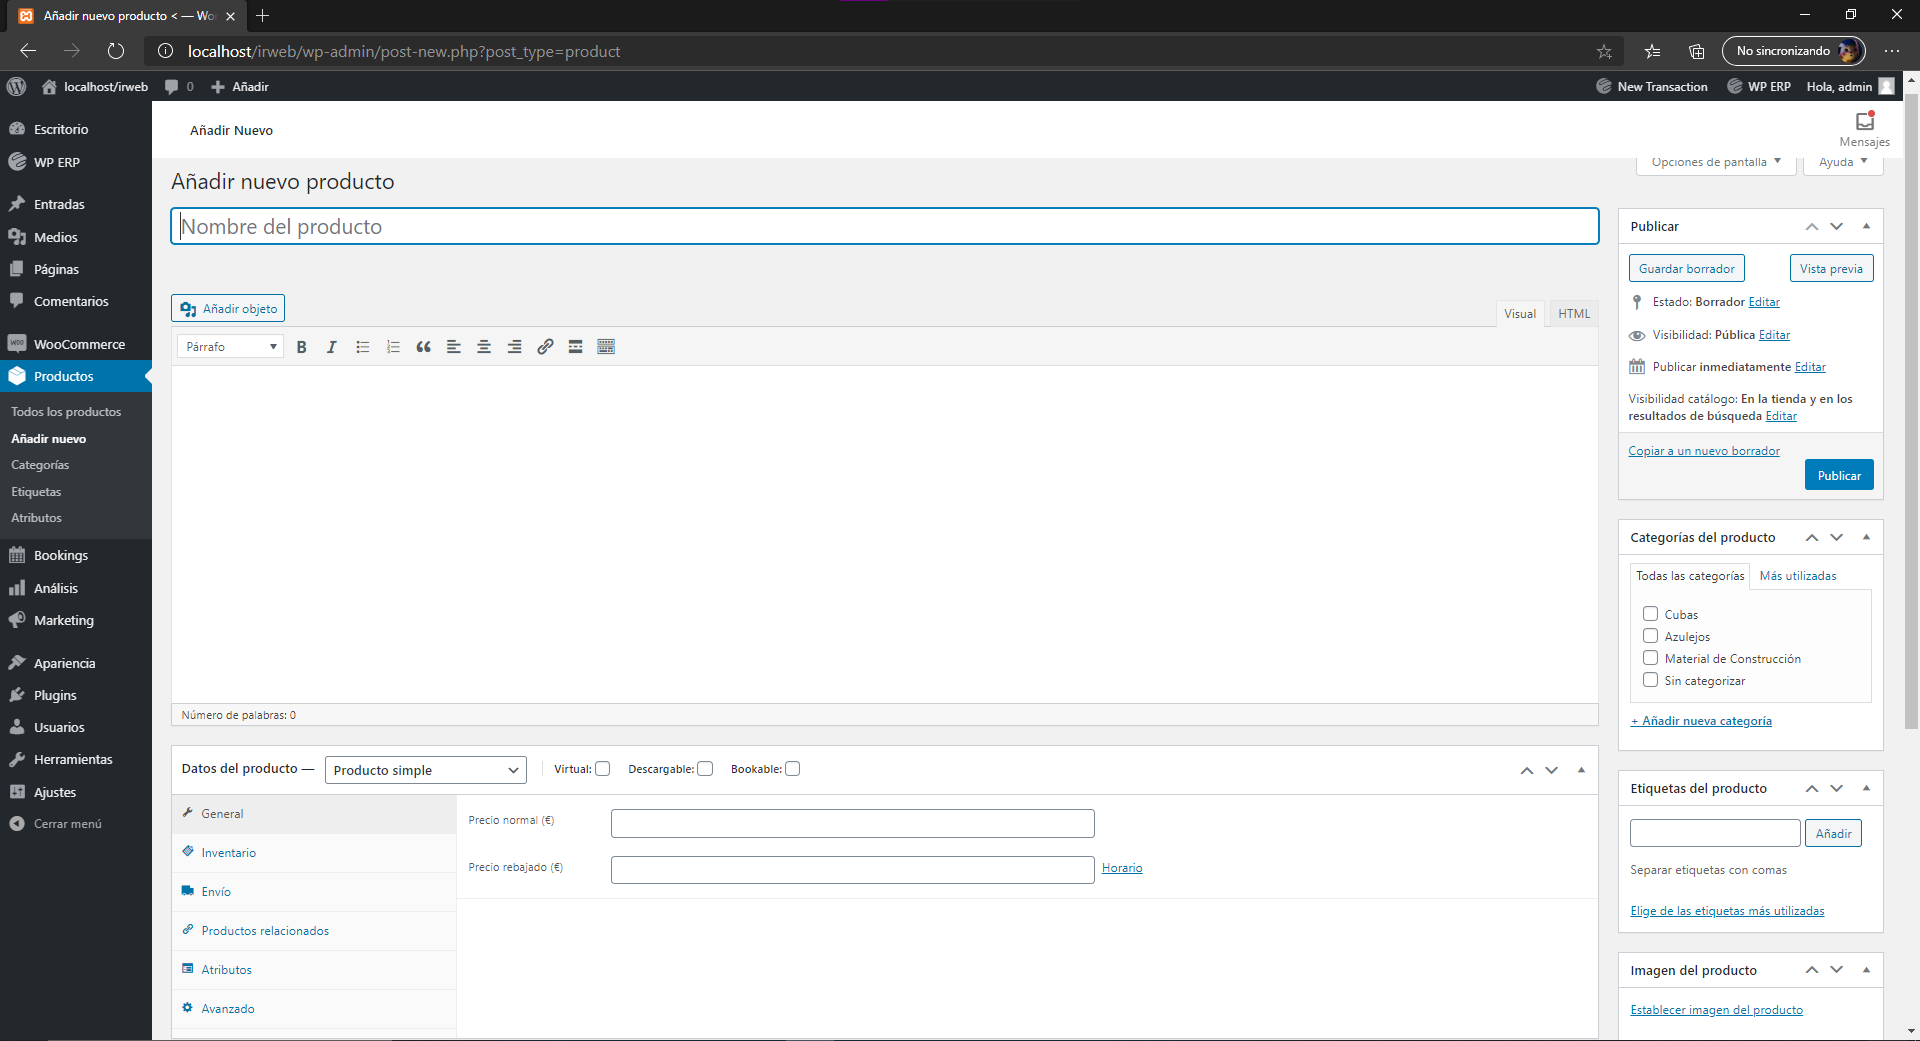 Añadir nuevo producto < — Wo
localhost/irweb/wp-admin/post-new.php?post_type=product
No sincronizando
localhost/irweb
0
Añadir
New Transaction
WP ERP
Hola, admin
Escritorio
WP ERP
Entradas
Medios
Páginas
Comentarios
WooCommerce
Productos
Todos los productos
Añadir nuevo
Categorías
Etiquetas
Atributos
Bookings
Análisis
Marketing
Apariencia
Plugins
Usuarios
Herramientas
Ajustes
Cerrar menú
Añadir Nuevo
Mensajes
Opciones de pantalla
Ayuda
Añadir nuevo producto
Nombre del producto
Añadir objeto
Visual
HTML
Párrafo
Número de palabras: 0
Datos del producto —
Producto simple
Virtual:
Descargable:
Bookable:
General
Inventario
Envío
Productos relacionados
Atributos
Avanzado
Precio normal (€)
Precio rebajado (€)
Horario
Publicar
Guardar borrador
Vista previa
Estado: Borrador Editar
Visibilidad: Pública Editar
Publicar inmediatamente Editar
Visibilidad catálogo: En la tienda y en los
resultados de búsqueda Editar
Copiar a un nuevo borrador
Publicar
Categorías del producto
Todas las categorías
Más utilizadas
Cubas
Azulejos
Material de Construcción
Sin categorizar
+ Añadir nueva categoría
Etiquetas del producto
Añadir
Separar etiquetas con comas
Elige de las etiquetas más utilizadas
Imagen del producto
Establecer imagen del producto